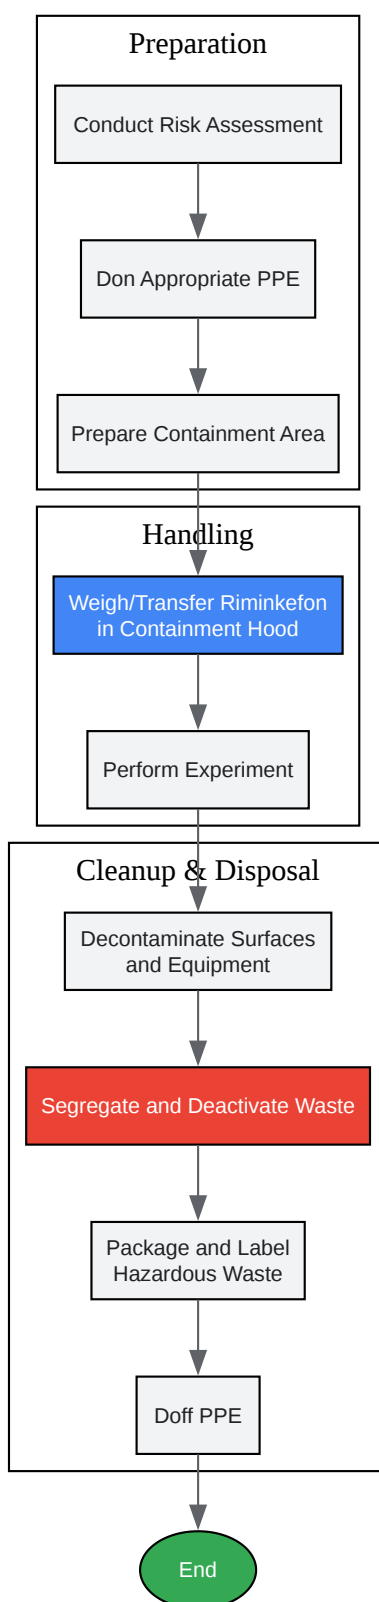 Preparation
Conduct Risk Assessment
Don Appropriate PPE
Prepare Containment Area
Handling
Weigh/Transfer Riminkefon
in Containment Hood
Perform Experiment
Cleanup & Disposal
Decontaminate Surfaces
and Equipment
Segregate and Deactivate Waste
Package and Label
Hazardous Waste
Doff PPE
End